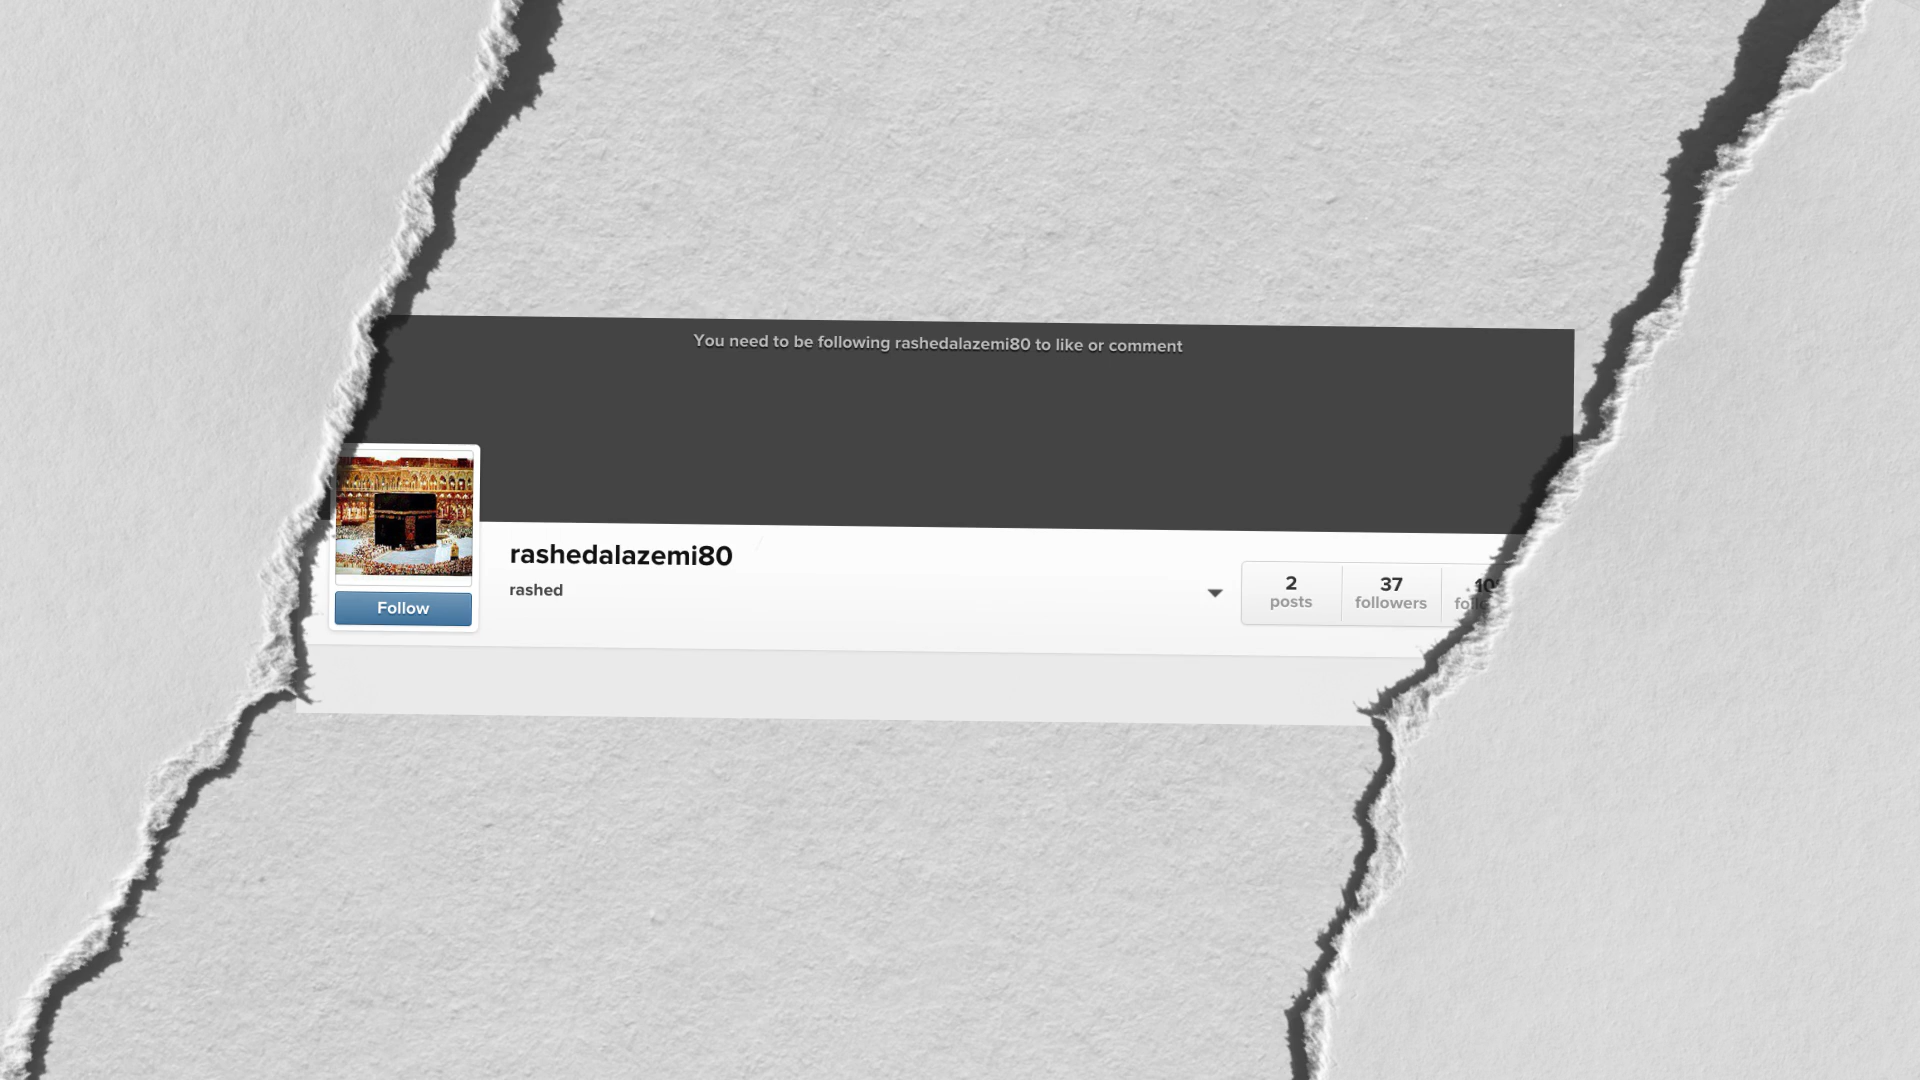 You need to be following rashedalazemi80 to like or comment
rashedalazemi80
rashed
Follow
2
posts
37
followers